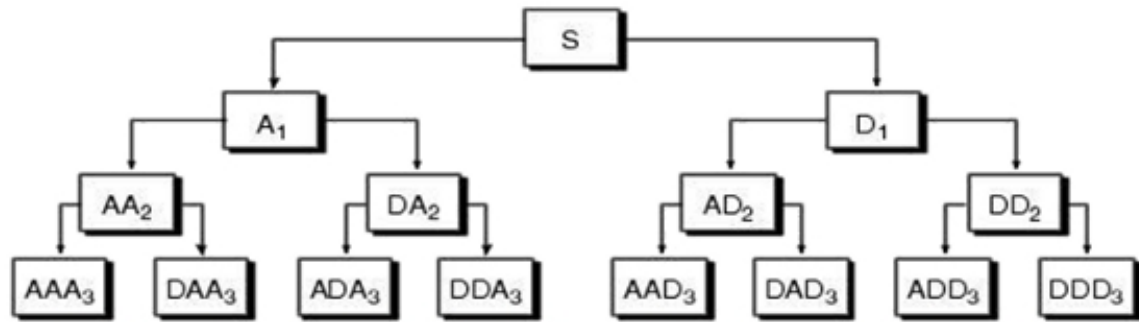 S
A₁ D₁
AA₂ DA₂ AD₂ DD₂
AAA₃ DAA₃ ADA₃ DDA₃ AAD₃ DAD₃ ADD₃ DDD₃